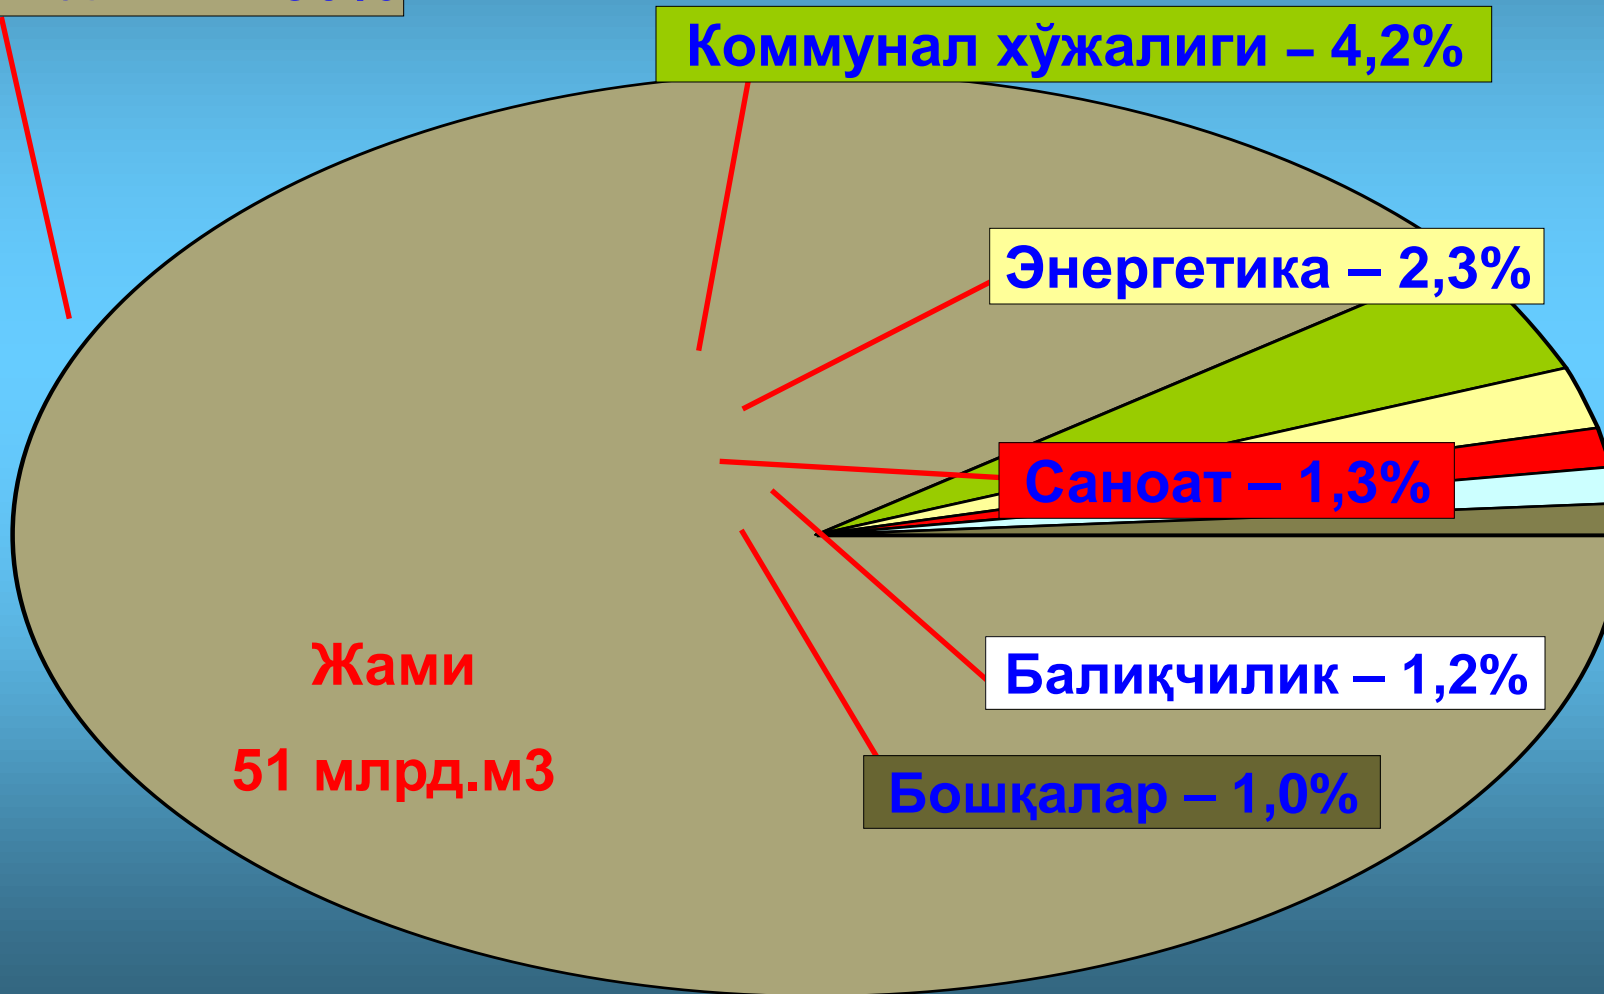 Коммунал хўжалиги – 4,2%
Энергетика – 2,3%
Саноат – 1,3%
Балиқчилик – 1,2%
Жами
51 млрд.м3
Бошқалар – 1,0%